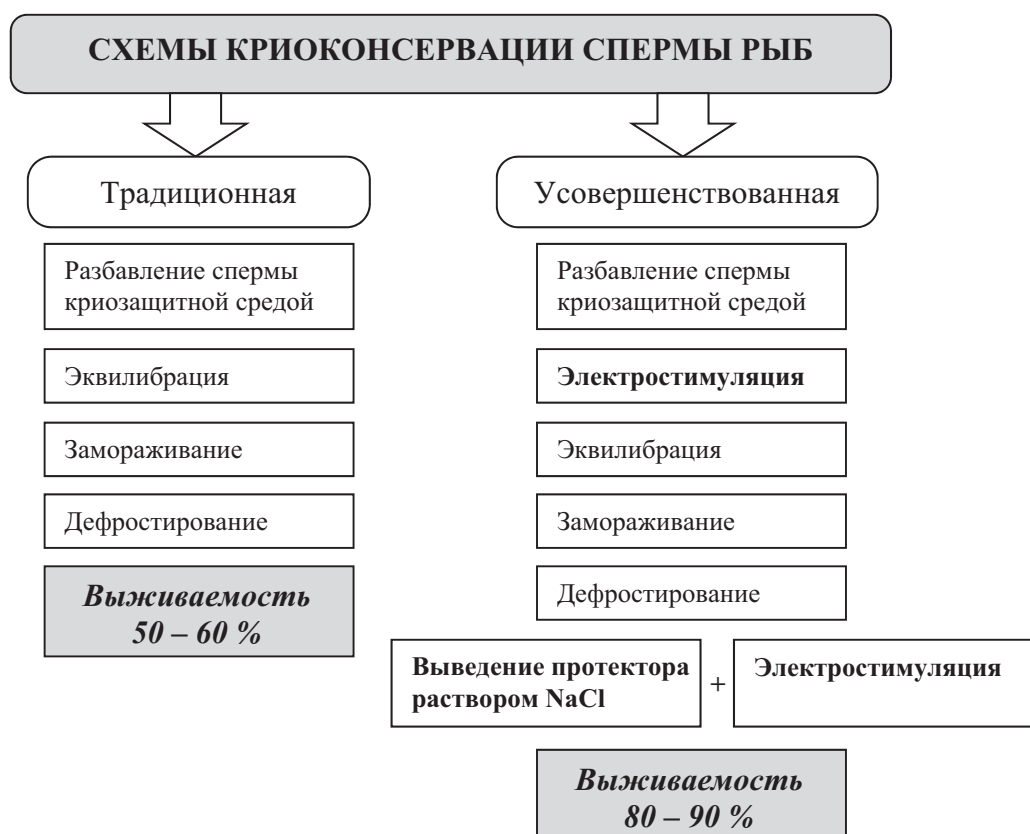 СХЕМЫ КРИОКОНСЕРВАЦИИ СПЕРМЫ РЫБ
Традиционная
Разбавление спермы
криозащитной средой
Эквилибрация
Замораживание
Дефростирование
Выживаемость
50 – 60 %
Усовершенствованная
Разбавление спермы
криозащитной средой
Электростимуляция
Эквилибрация
Замораживание
Дефростирование
Выведение протектора
раствором NaCl
+
Электростимуляция
Выживаемость
80 – 90 %